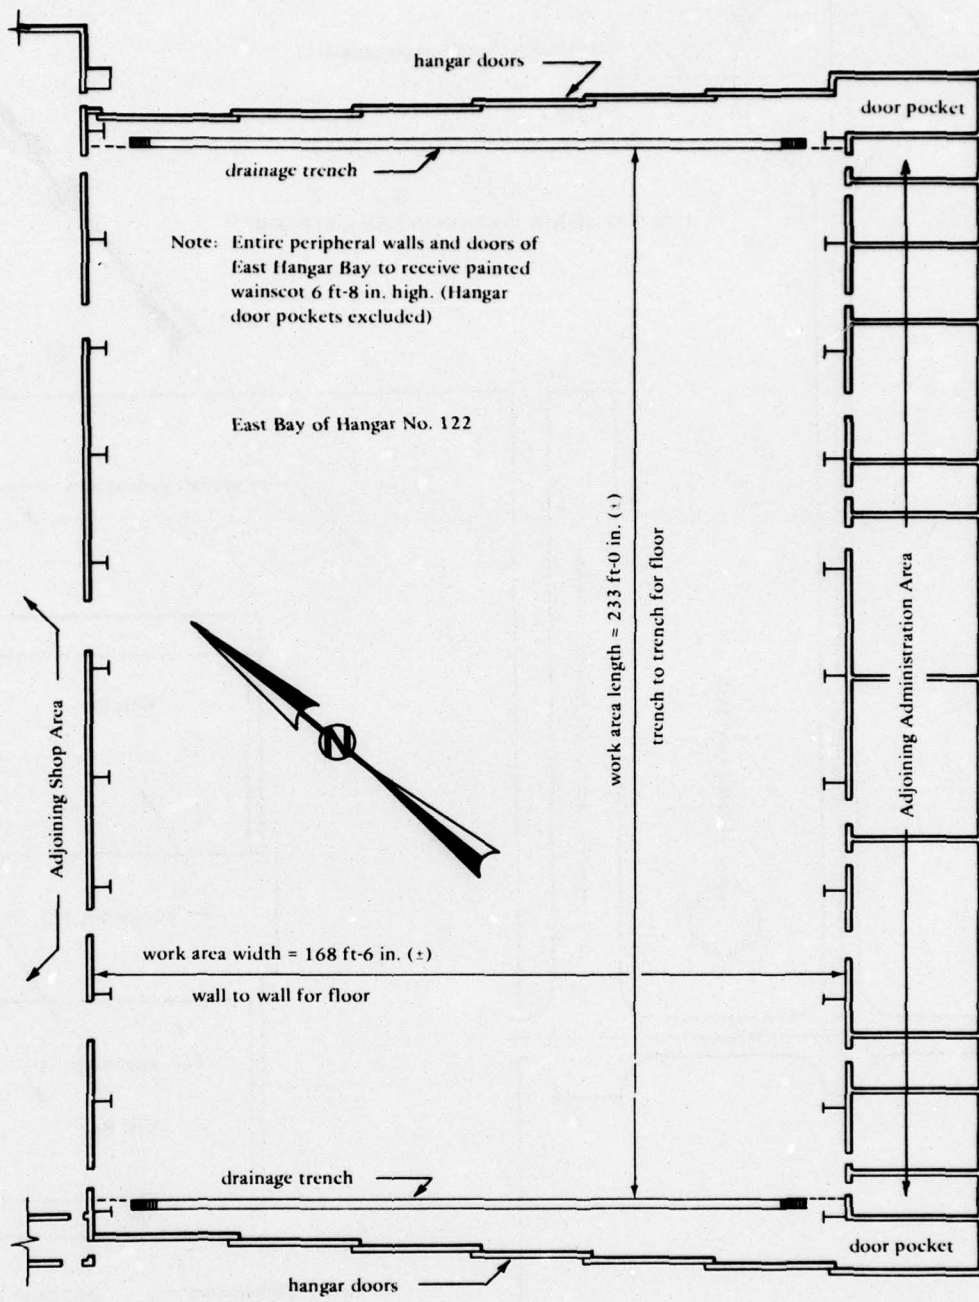 hangar doors
door pocket
drainage trench
Note: Entire peripheral walls and doors of
East Hangar Bay to receive painted
wainscot 6 ft-8 in. high. (Hangar
door pockets excluded)
East Bay of Hangar No. 122
work area length = 233 ft-0 in. (±)
trench to trench for floor
Adjoining Administration Area
Adjoining Shop Area
N
work area width = 168 ft-6 in. (±)
wall to wall for floor
drainage trench
door pocket
hangar doors